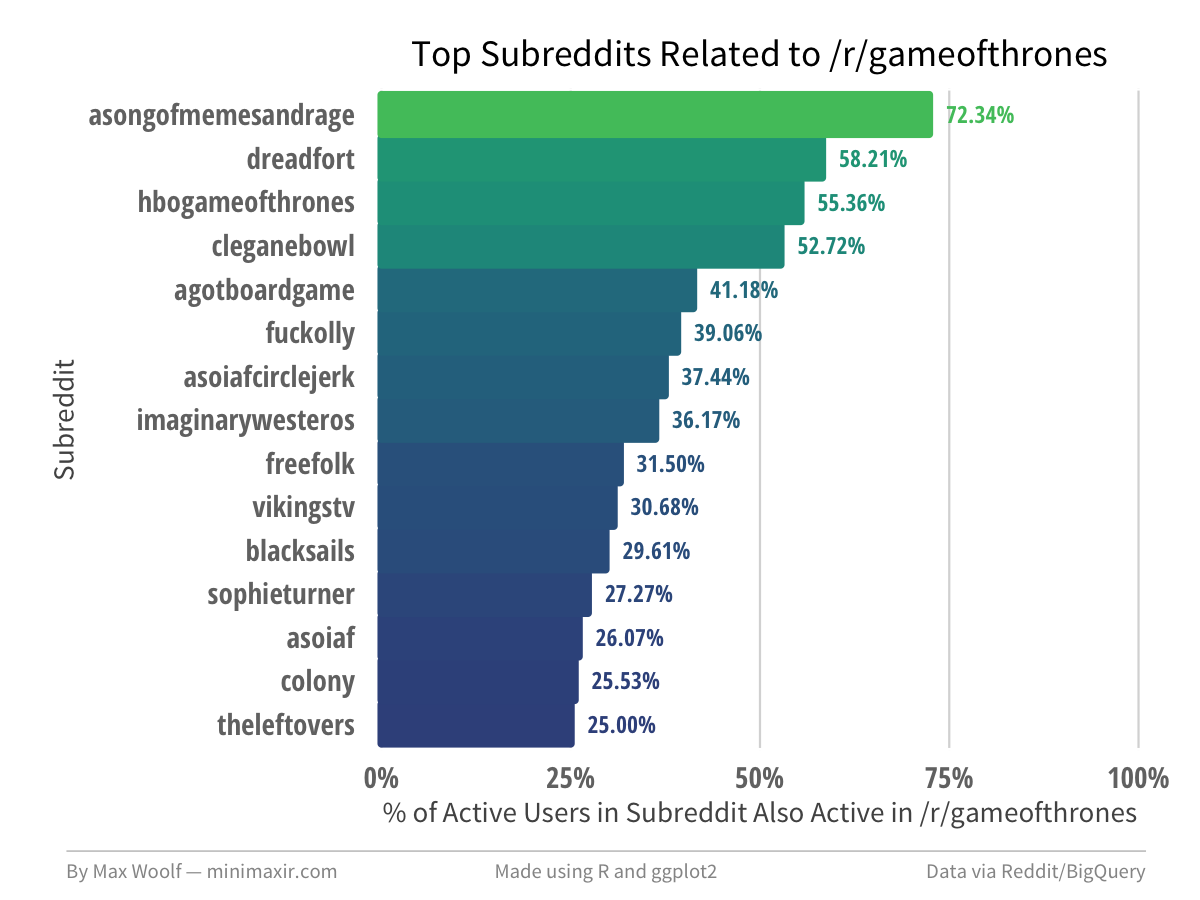 Top Subreddits Related to /r/gameofthrones
asongofmemesandrage 72.34%
dreadfort 58.21%
hbogameofthrones 55.36%
cleganebowl 52.72%
agotboardgame 41.18%
fuckolly 39.06%
asoiafcirclejerk 37.44%
imaginarywesteros 36.17%
freefolk 31.50%
vikingstv 30.68%
blacksails 29.61%
sophieturner 27.27%
asoiaf 26.07%
colony 25.53%
theleftovers 25.00%
Subreddit
0% 25% 50% 75% 100%
% of Active Users in Subreddit Also Active in /r/gameofthrones
By Max Woolf — minimaxir.com Made using R and ggplot2 Data via Reddit/BigQuery